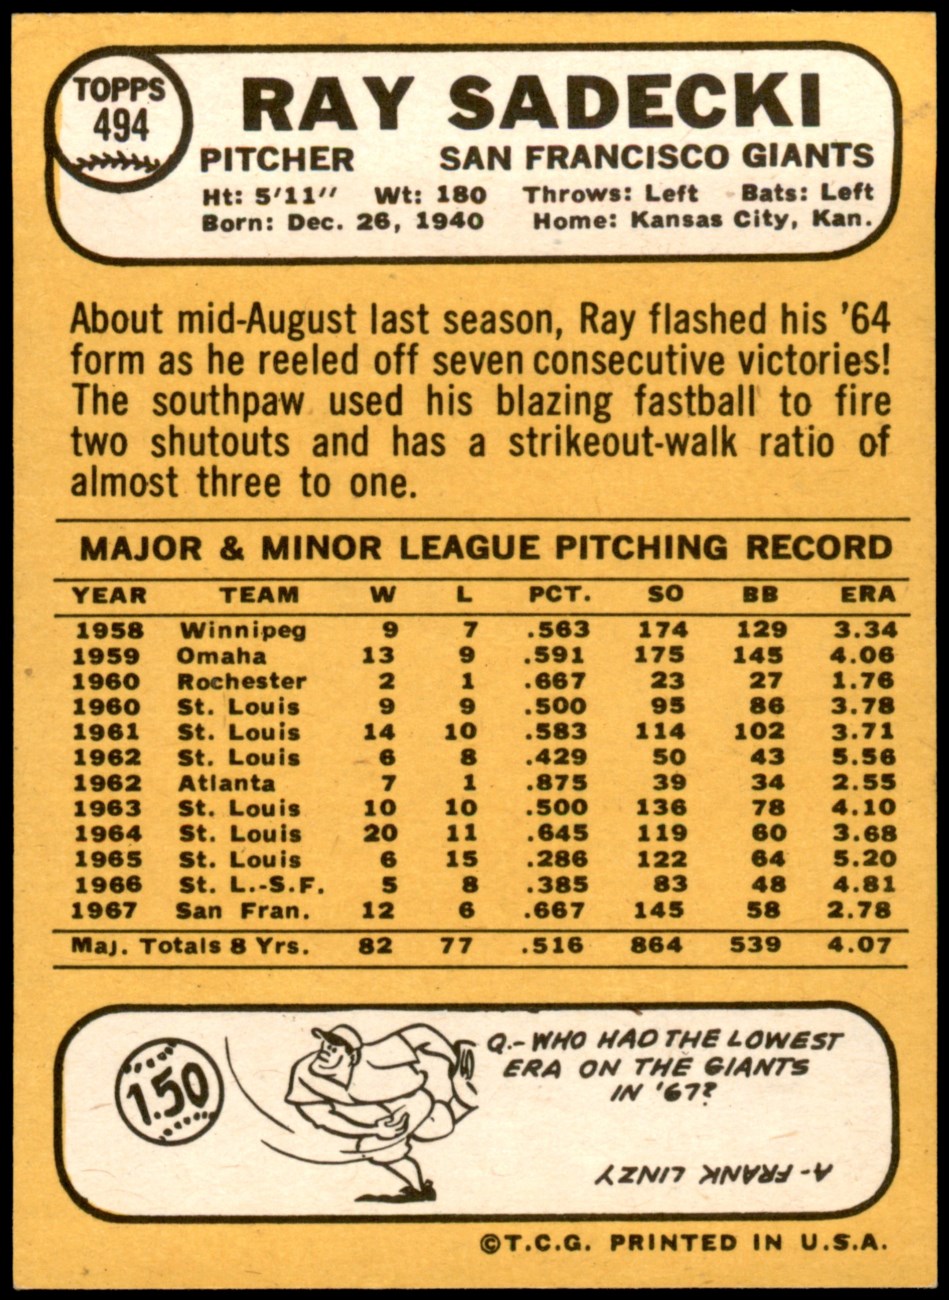 TOPPS
494
RAY SADECKI
PITCHER SAN FRANCISCO GIANTS
Ht: 5'11" Wt: 180 Throws: Left Bats: Left
Born: Dec. 26, 1940 Home: Kansas City, Kan.
About mid-August last season, Ray flashed his '64
form as he reeled off seven consecutive victories!
The southpaw used his blazing fastball to fire
two shutouts and has a strikeout-walk ratio of
almost three to one.
MAJOR & MINOR LEAGUE PITCHING RECORD
YEAR TEAM W L PCT. SO BB ERA
1958 Winnipeg 9 7 .563 174 129 3.34
1959 Omaha 13 9 .591 175 145 4.06
1960 Rochester 2 1 .667 23 27 1.76
1960 St. Louis 9 9 .500 95 86 3.78
1961 St. Louis 14 10 .583 114 102 3.71
1962 St. Louis 6 8 .429 50 43 5.56
1962 Atlanta 7 1 .875 39 34 2.55
1963 St. Louis 10 10 .500 136 78 4.10
1964 St. Louis 20 11 .645 119 60 3.68
1965 St. Louis 6 15 .286 122 64 5.20
1966 St. L.-S.F. 5 8 .385 83 48 4.81
1967 San Fran. 12 6 .667 145 58 2.78
Maj. Totals 8 Yrs. 82 77 .516 864 539 4.07
1.50
Q.-WHO HAD THE LOWEST
ERA ON THE GIANTS
IN '67?
A-FRANK LINZY
©T.C.G. PRINTED IN U.S.A.